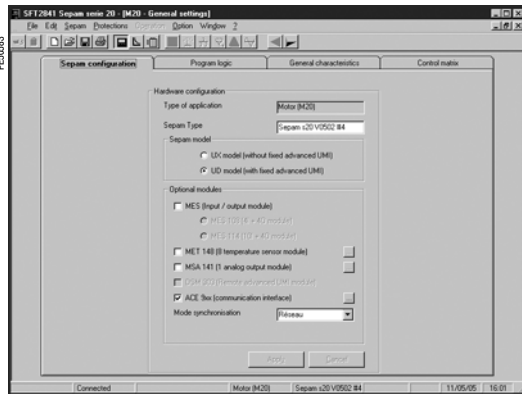 SFT2841 Sepam serie 20 - [M20 - General settings]
File Edit Sepam Protections Operation Option Window ?
Sepam configuration Program logic General characteristics Control matrix
Hardware configuration
Type of application Motor (M20)
Sepam Type Sepam s20 V0502 #4
Sepam model
UX model (without fixed advanced UMI)
UD model (with fixed advanced UMI)
Optional modules
MES (Input / output module)
MES 108 (4I + 4O module)
MES 114 (10I + 4O module)
MET 148 (8 temperature sensor module)
MSA 141 (1 analog output module)
DSM 303 (Remote advanced UMI module)
ACE 9xx (communication interface)
Mode synchronisation Réseau
Apply Cancel
Connected Motor (M20) Sepam s20 V0502 #4 11/05/05 16:01